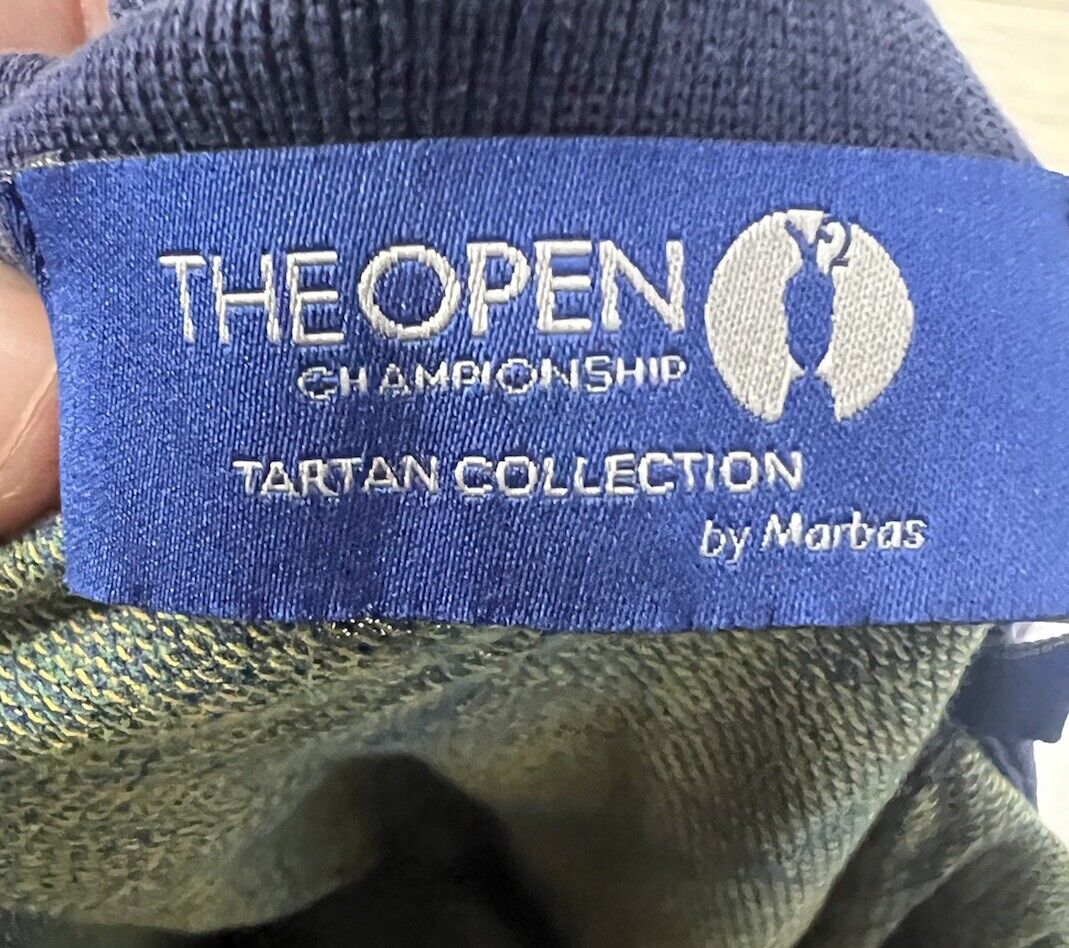 THE OPEN
CHAMPIONSHIP
TARTAN COLLECTION
by Marbas